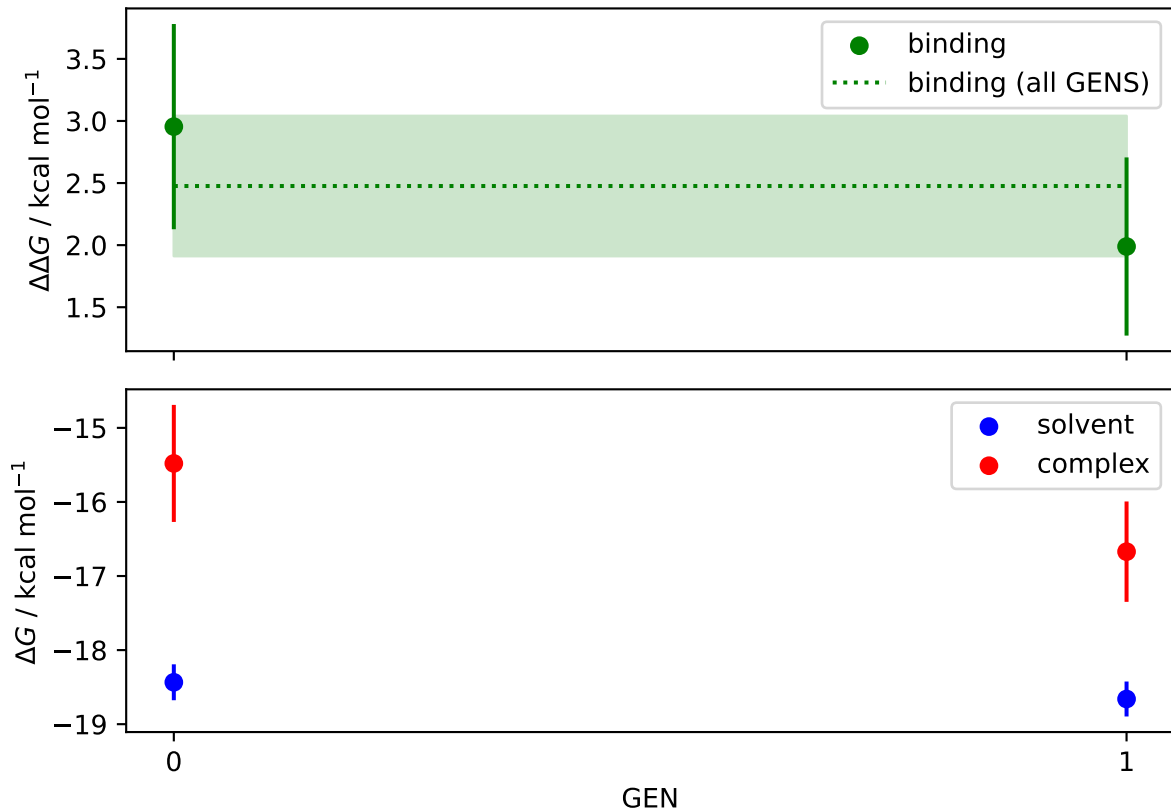 ΔΔG / kcal mol⁻¹
3.5
3.0
2.5
2.0
1.5
binding
binding (all GENS)
ΔG / kcal mol⁻¹
−15
−16
−17
−18
−19
solvent
complex
0
1
GEN